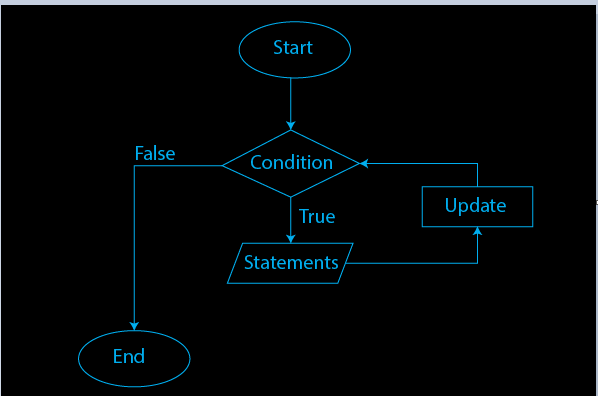 Start
False
Condition
True
Update
Statements
End